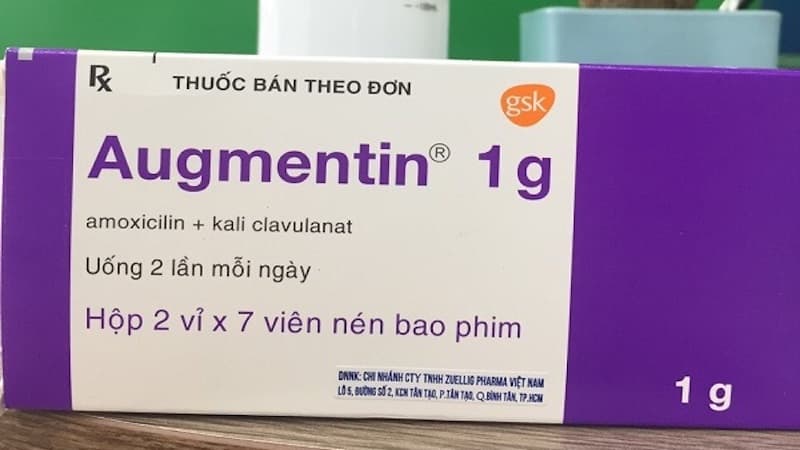 Rx THUỐC BÁN THEO ĐƠN
gsk
Augmentin® 1g
amoxicilin + kali clavulanat
Uống 2 lần mỗi ngày
Hộp 2 vỉ x 7 viên nén bao phim
DNNK: CHI NHÁNH CTY TNHH ZUELLIG PHARMA VIỆT NAM
LÔ 5, ĐƯỜNG SỐ 2, KCN TÂN TẠO, P.TÂN TẠO, Q.BÌNH TÂN, TP.HCM
1 g